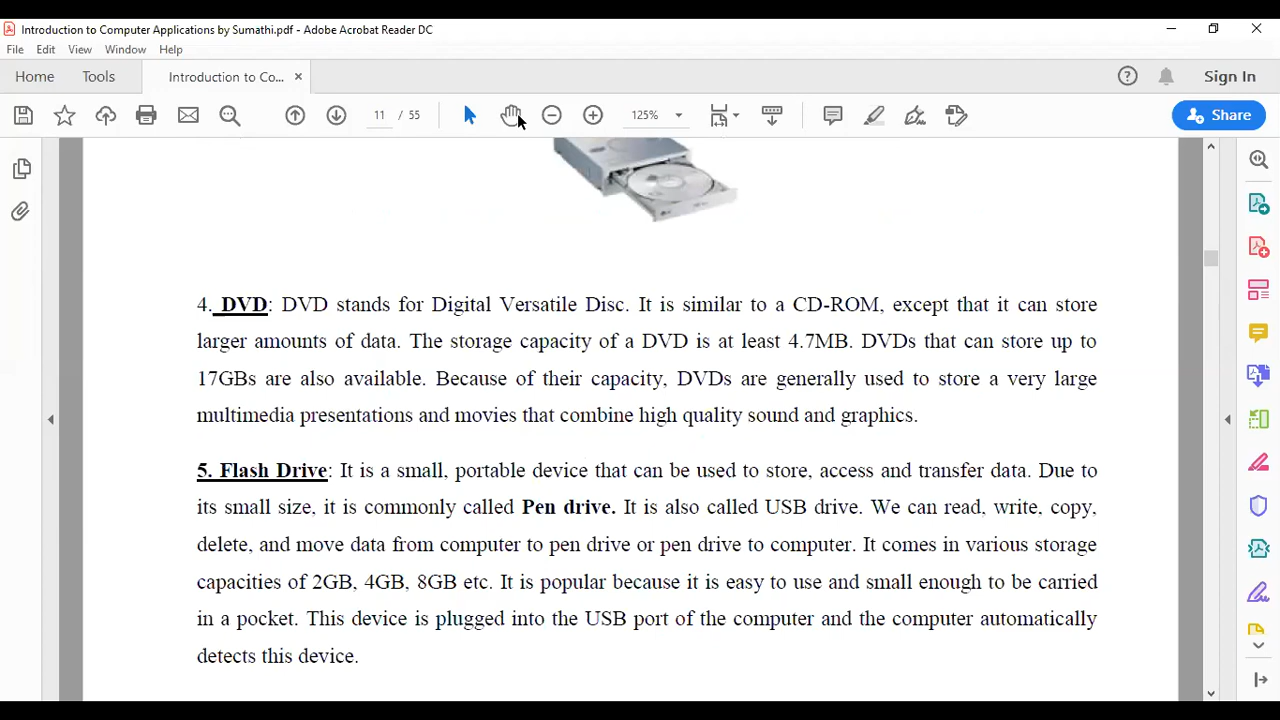 Introduction to Computer Applications by Sumathi.pdf - Adobe Acrobat Reader DC
File Edit View Window Help
Home Tools Introduction to Co... × Sign In
11 / 55 125% Share
4. DVD: DVD stands for Digital Versatile Disc. It is similar to a CD-ROM, except that it can store
larger amounts of data. The storage capacity of a DVD is at least 4.7MB. DVDs that can store up to
17GBs are also available. Because of their capacity, DVDs are generally used to store a very large
multimedia presentations and movies that combine high quality sound and graphics.
5. Flash Drive: It is a small, portable device that can be used to store, access and transfer data. Due to
its small size, it is commonly called Pen drive. It is also called USB drive. We can read, write, copy,
delete, and move data from computer to pen drive or pen drive to computer. It comes in various storage
capacities of 2GB, 4GB, 8GB etc. It is popular because it is easy to use and small enough to be carried
in a pocket. This device is plugged into the USB port of the computer and the computer automatically
detects this device.